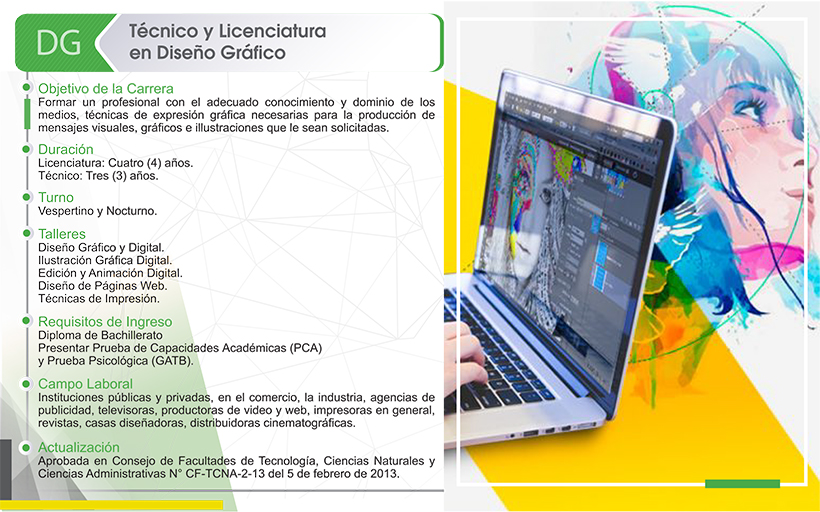 DG
Técnico y Licenciatura
en Diseño Gráfico
Objetivo de la Carrera
Formar un profesional con el adecuado conocimiento y dominio de los
medios, técnicas de expresión gráfica necesarias para la producción de
mensajes visuales, gráficos e illustraciones que le sean solicitadas.
Duración
Licenciatura: Cuatro (4) años.
Técnico: Tres (3) años.
Turno
Vespertino y Nocturno.
Talleres
Diseño Gráfico y Digital.
Ilustración Gráfica Digital.
Edición y Animación Digital.
Diseño de Páginas Web.
Técnicas de Impresión.
Requisitos de Ingreso
Diploma de Bachillerato
Presentar Prueba de Capacidades Académicas (PCA)
y Prueba Psicológica (GATB).
Campo Laboral
Instituciones públicas y privadas, en el comercio, la industria, agencias de
publicidad, televisoras, productoras de video y web, impresoras en general,
revistas, casas diseñadoras, distribuidoras cinematográficas.
Actualización
Aprobada en Consejo de Facultades de Tecnología, Ciencias Naturales y
Ciencias Administrativas N° CF-TCNA-2-13 del 5 de febrero de 2013.